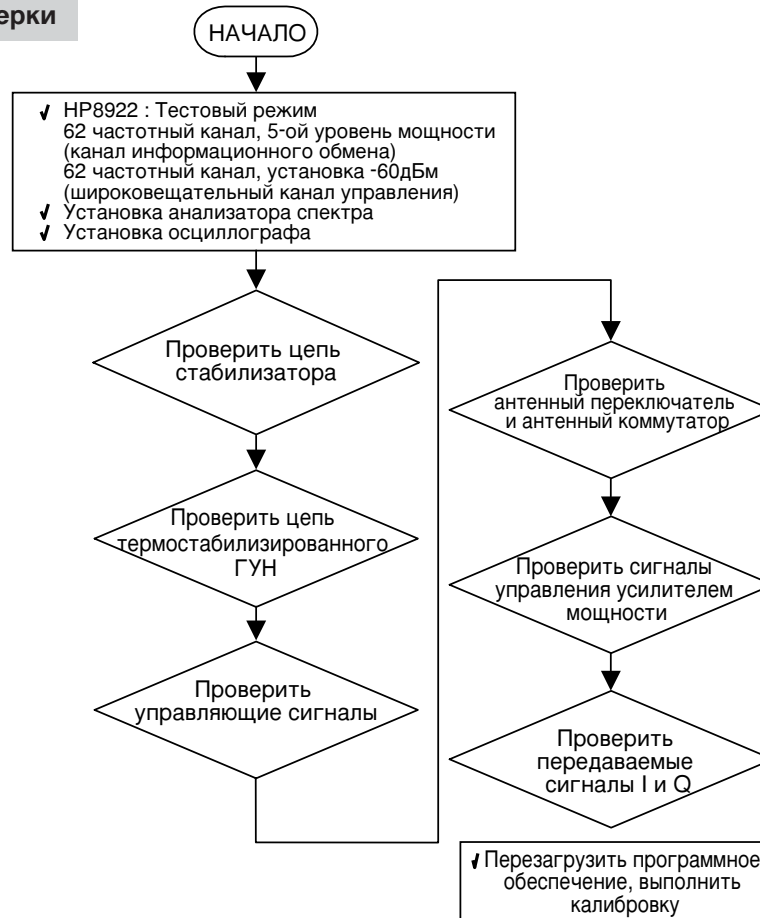 ерки
НАЧАЛО
✓ HP8922 : Тестовый режим
62 частотный канал, 5-ой уровень мощности
(канал информационного обмена)
62 частотный канал, установка -60дБм
(широковещательный канал управления)
✓ Установка анализатора спектра
✓ Установка осциллографа
Проверить цепь
стабилизатора
Проверить цепь
термостабилизированного
ГУН
Проверить
управляющие сигналы
Проверить
антенный переключатель
и антенный коммутатор
Проверить сигналы
управления усилителем
мощности
Проверить
передаваемые
сигналы I и Q
✓ Перезагрузить программное
обеспечение, выполнить
калибровку